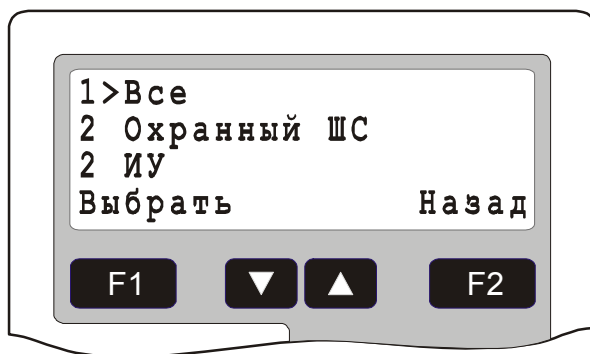 1>Все
2 Охранный ШС
2 ИУ
Выбрать Назад
F1 ▼ ▲ F2